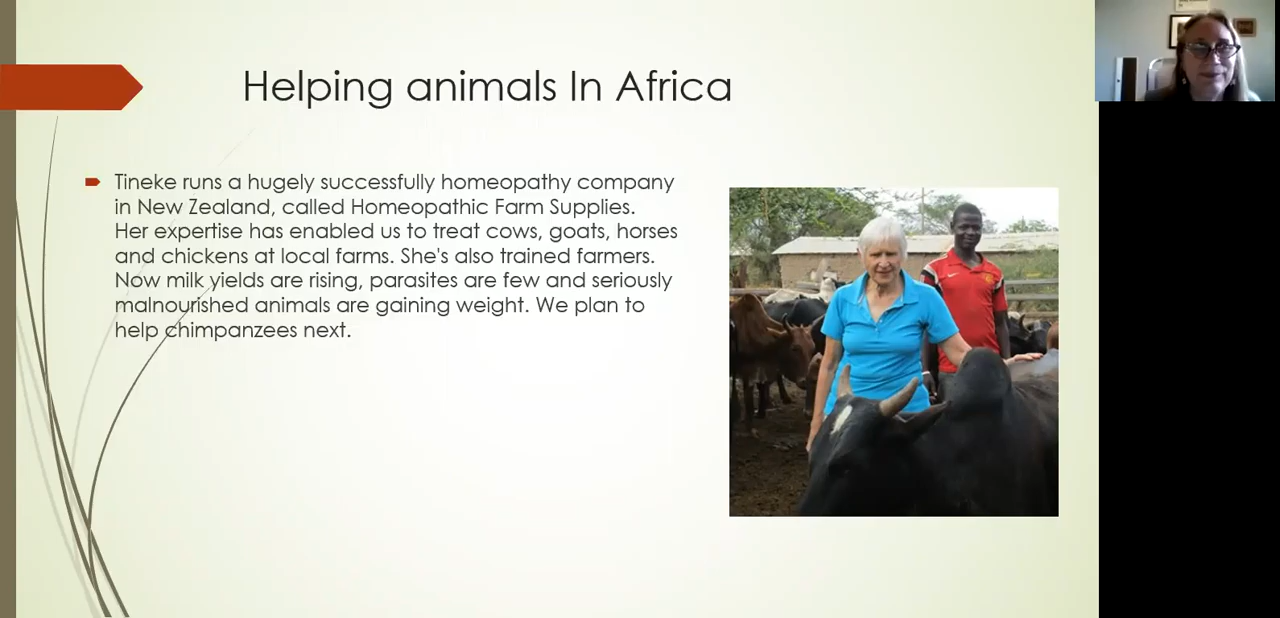 Helping animals In Africa
Tineke runs a hugely successfully homeopathy company
in New Zealand, called Homeopathic Farm Supplies.
Her expertise has enabled us to treat cows, goats, horses
and chickens at local farms. She's also trained farmers.
Now milk yields are rising, parasites are few and seriously
malnourished animals are gaining weight. We plan to
help chimpanzees next.